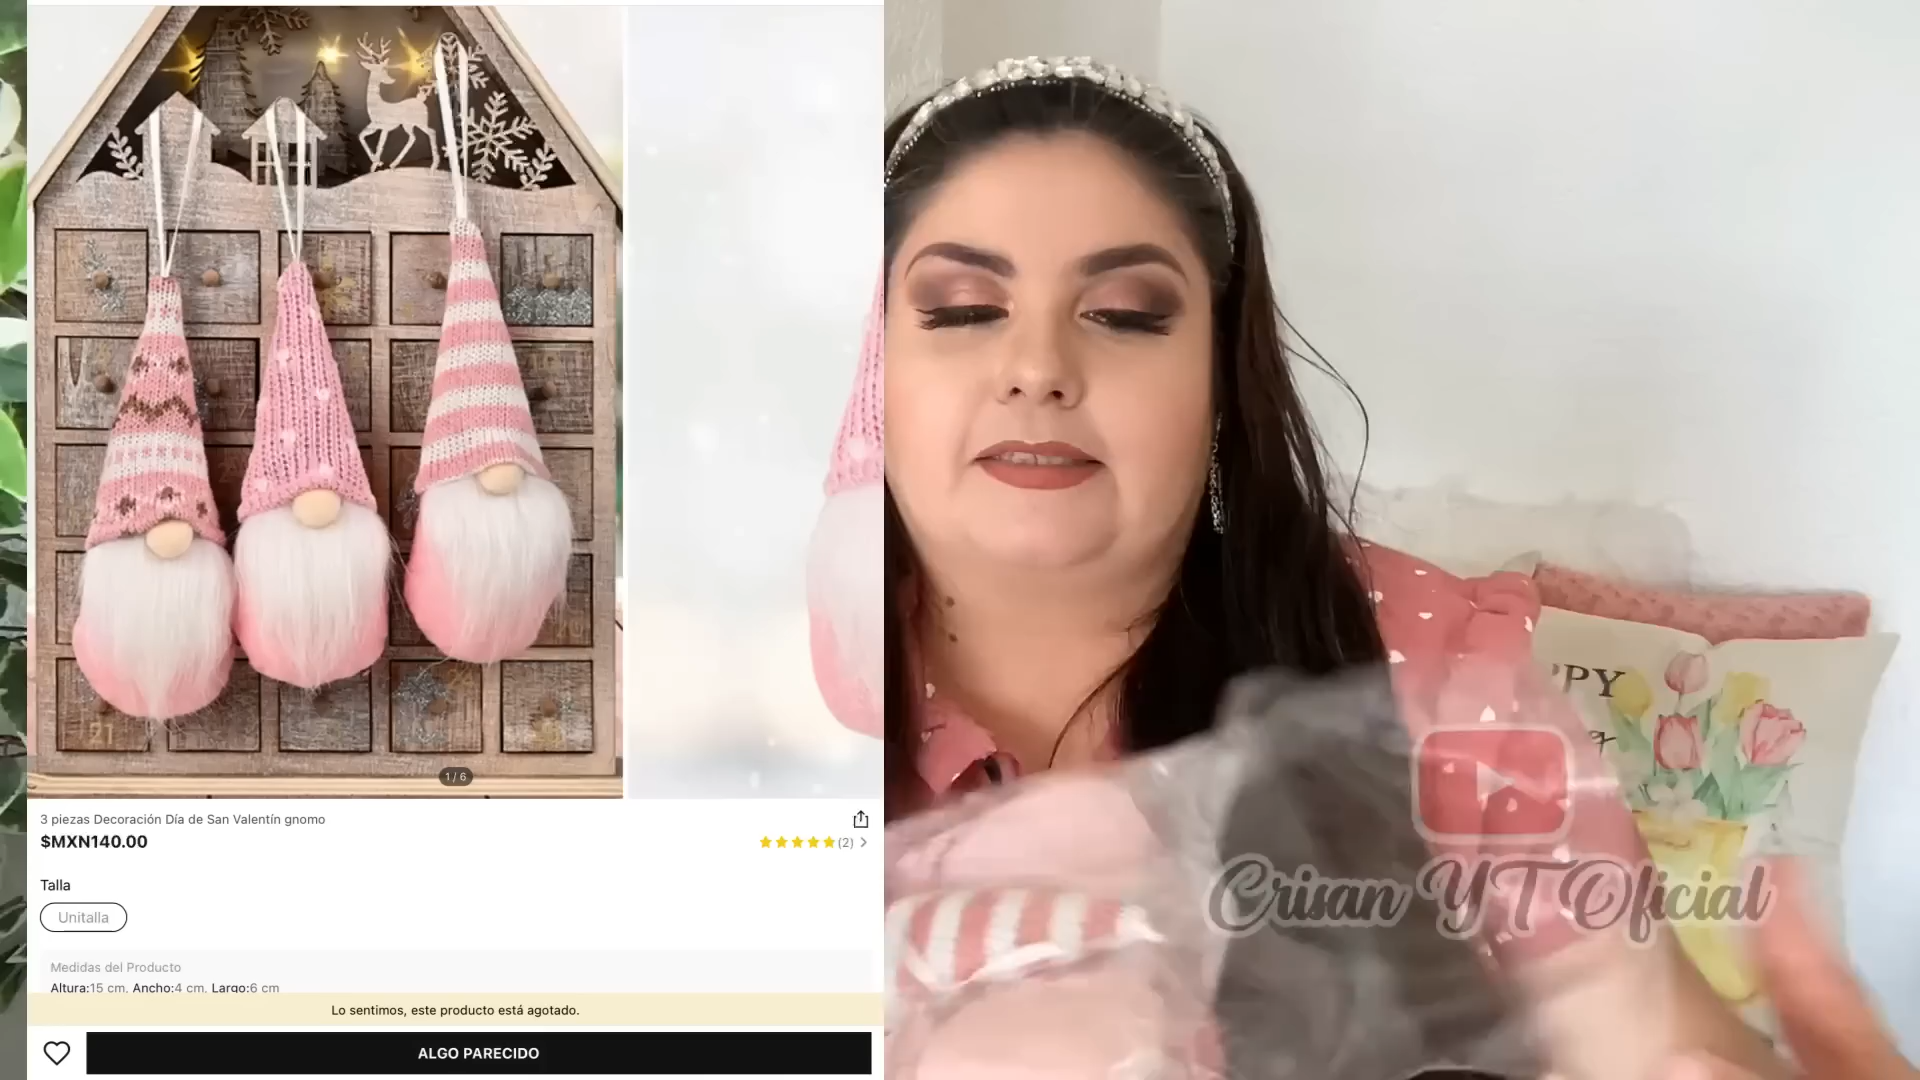 1 / 6
3 piezas Decoración Día de San Valentín gnomo
$MXN140.00
(2)
Talla
Unitalla
Medidas del Producto
Altura:15 cm, Ancho:4 cm, Largo:6 cm
Lo sentimos, este producto está agotado.
ALGO PARECIDO
PPY
Crisan YT Oficial
21